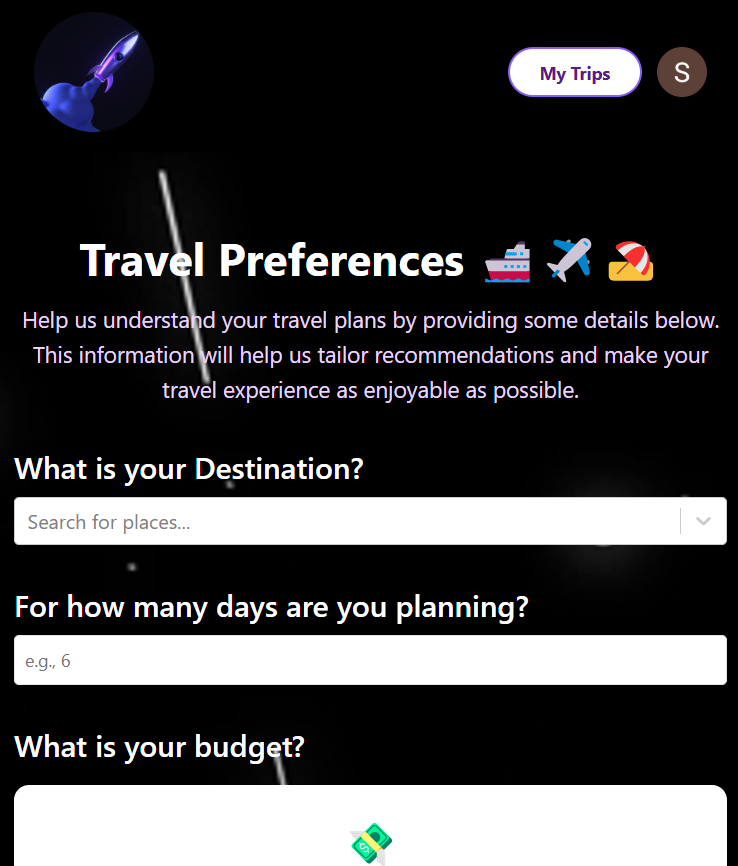 My Trips
S
Travel Preferences
Help us understand your travel plans by providing some details below.
This information will help us tailor recommendations and make your
travel experience as enjoyable as possible.
What is your Destination?
Search for places...
For how many days are you planning?
e.g., 6
What is your budget?